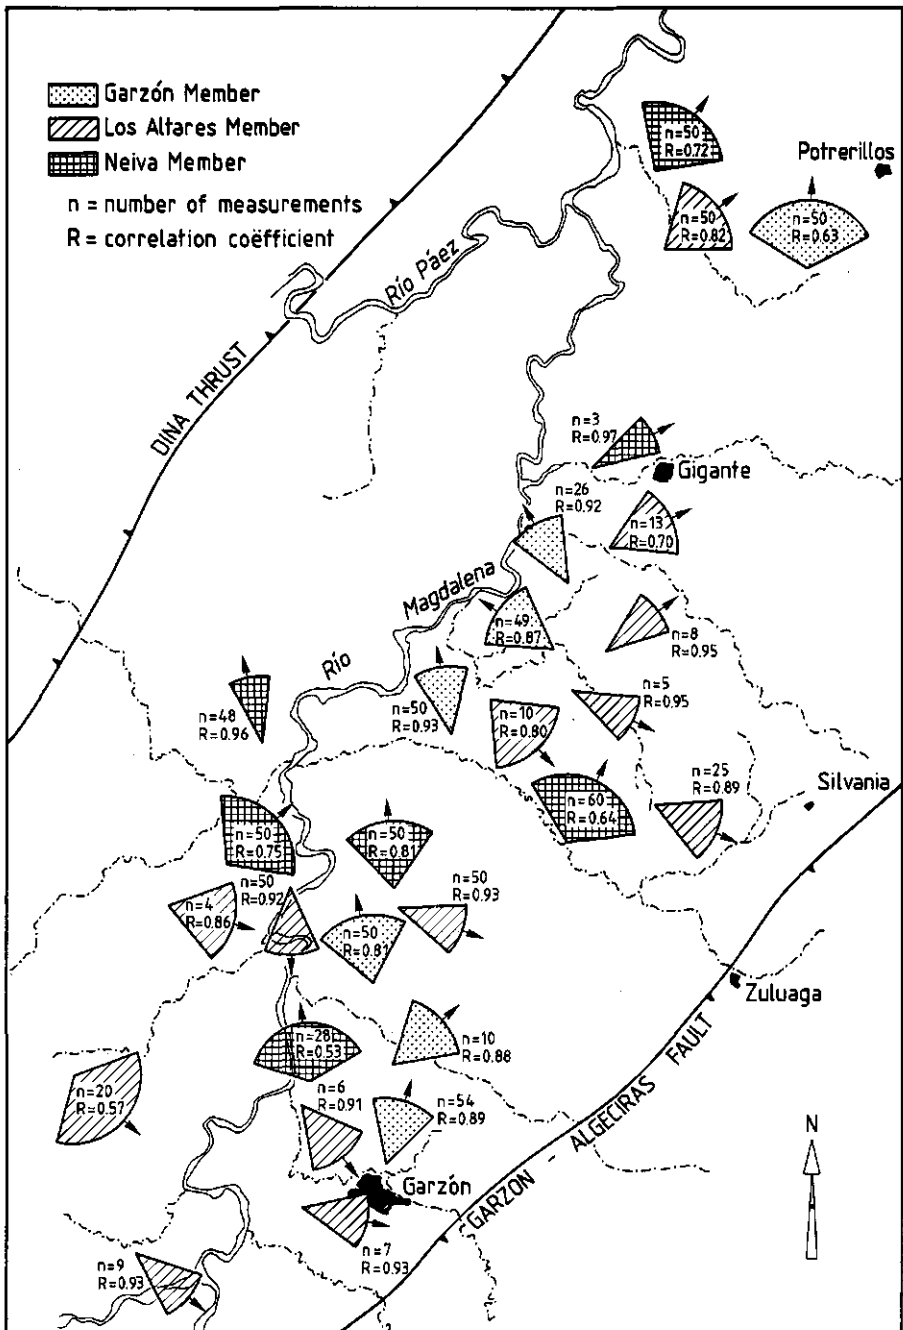 Garzón Member
Los Altares Member
Neiva Member
n = number of measurements
R = correlation coëfficient
n=50
R=0.72
Potrerillos
n=50
R=0.82
n=50
R=0.63
Río Páez
DINA THRUST
n=3
R=0.97
Gigante
n=26
R=0.92
n=13
R=0.70
Magdalena
Río
n=49
R=0.87
n=8
R=0.95
n=5
R=0.95
n=48
R=0.96
n=50
R=0.93
n=10
R=0.80
n=25
R=0.89
Silvania
n=60
R=0.64
n=50
R=0.75
n=50
R=0.81
n=50
R=0.92
n=50
R=0.93
n=4
R=0.86
n=50
R=0.81
Zuluaga
n=28
R=0.53
n=10
R=0.88
n=20
R=0.57
n=6
R=0.91
n=54
R=0.89
GARZON - ALGECIRAS FAULT
N
Garzón
n=7
R=0.93
n=9
R=0.93